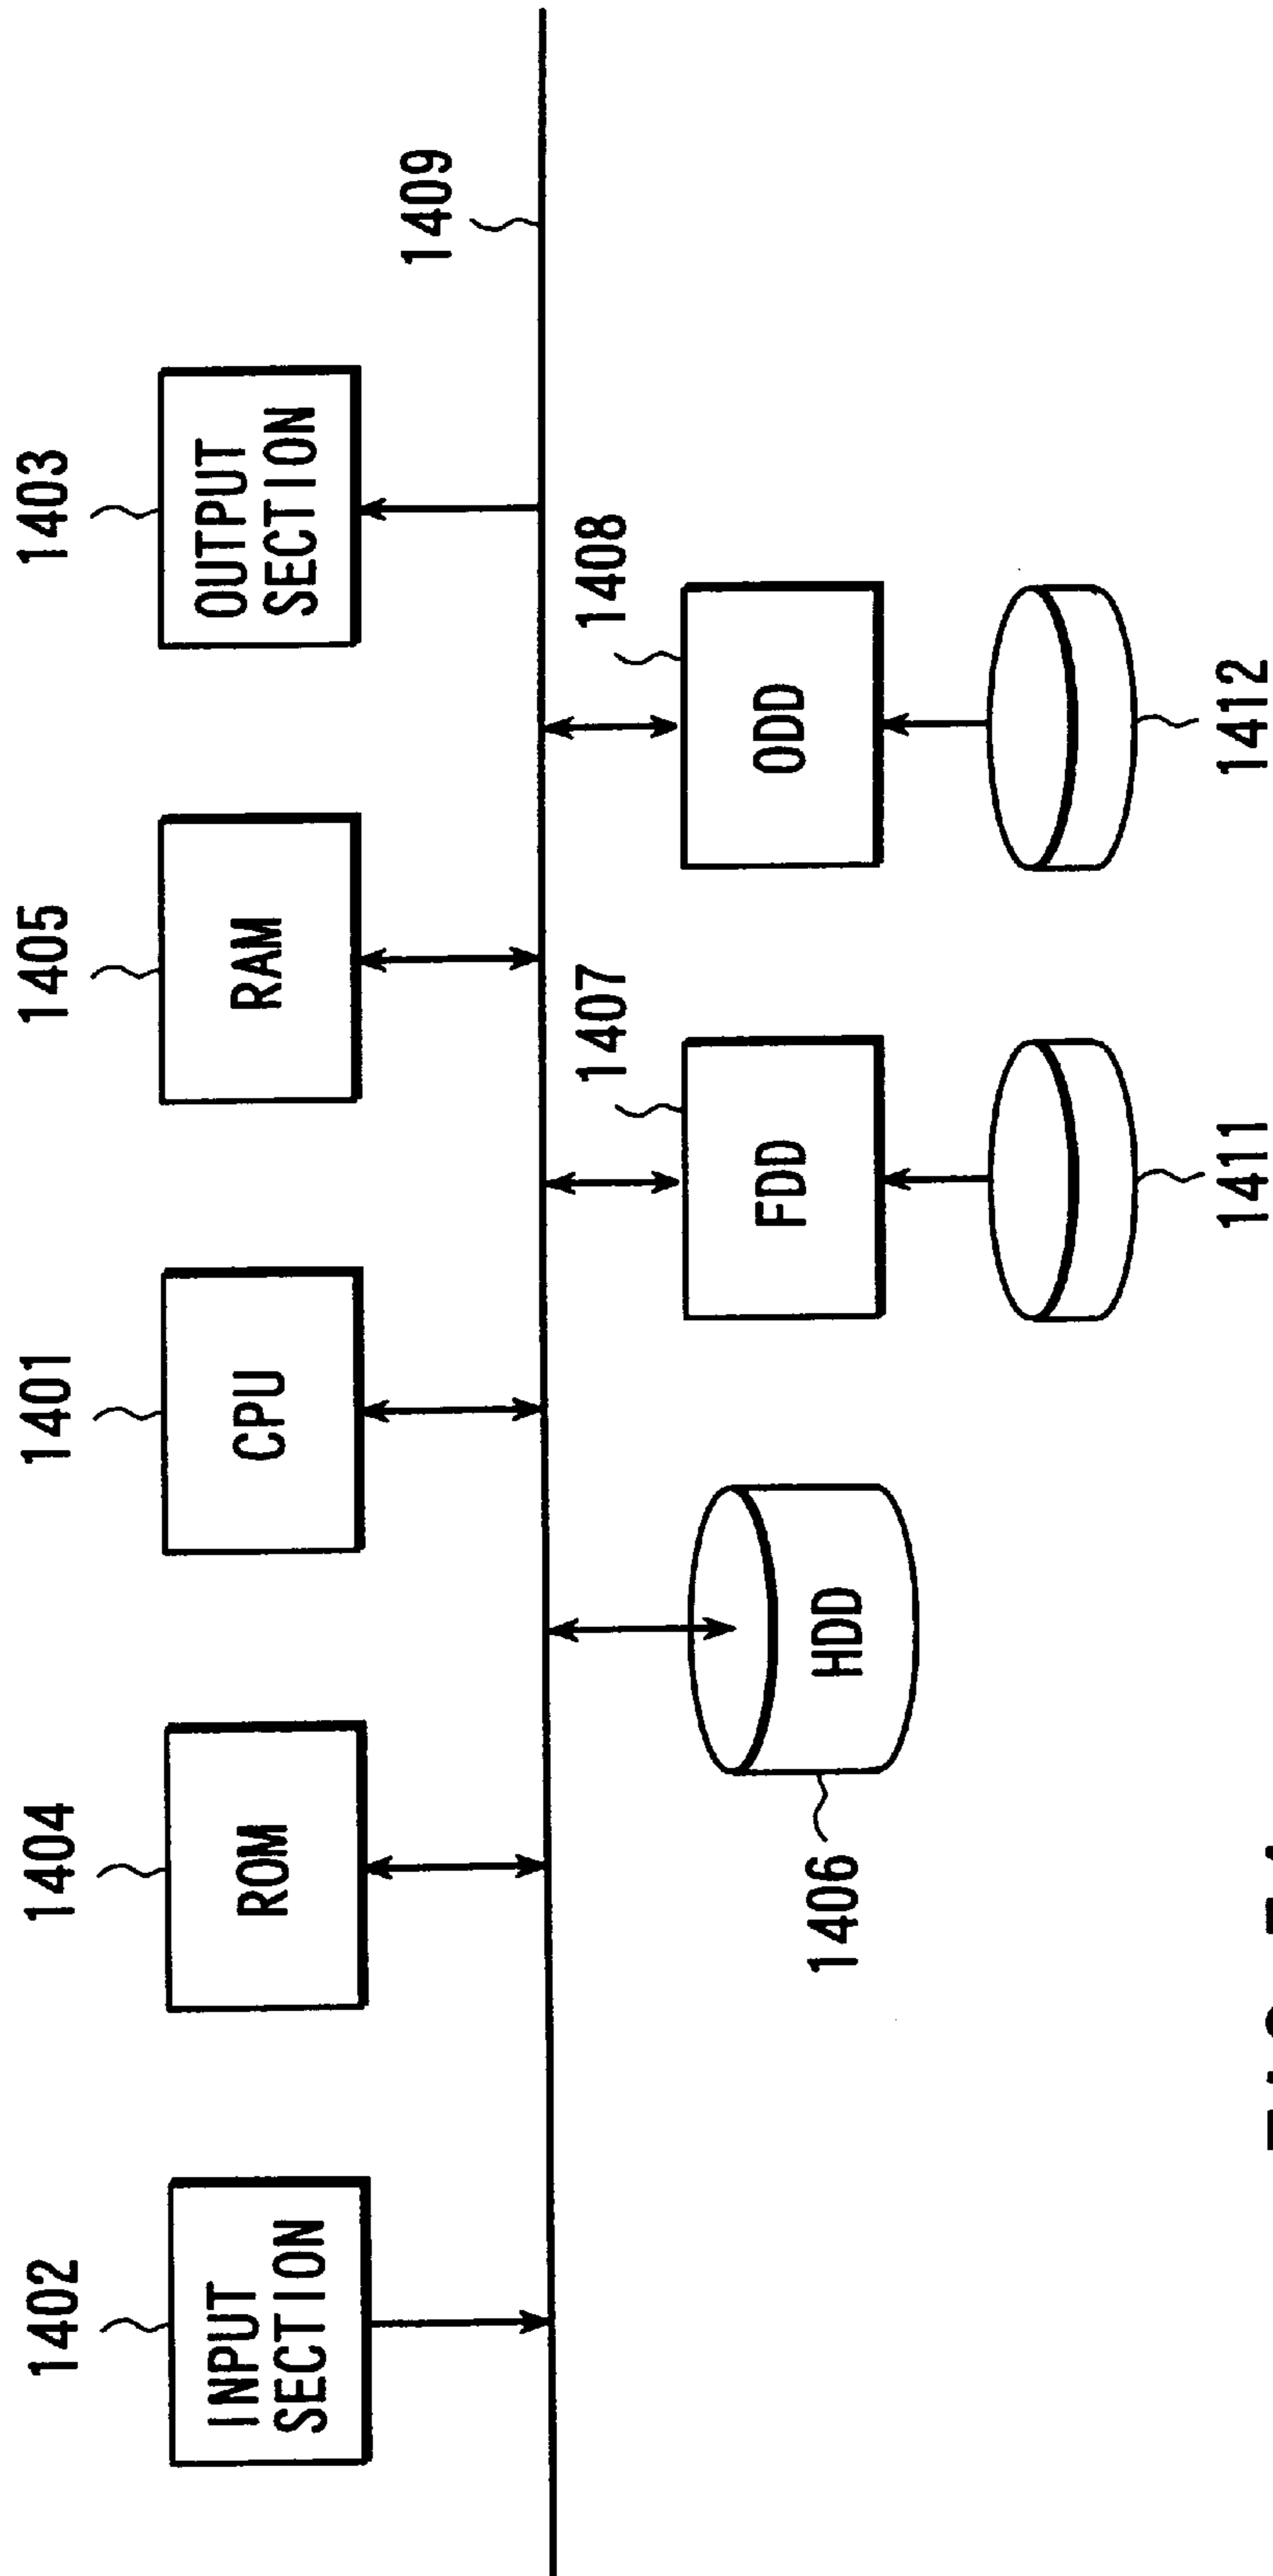 1402
INPUT
SECTION
1404
ROM
1401
CPU
1405
RAM
1403
OUTPUT
SECTION
1409
1406
HDD
1407
FDD
1408
ODD
1411
1412